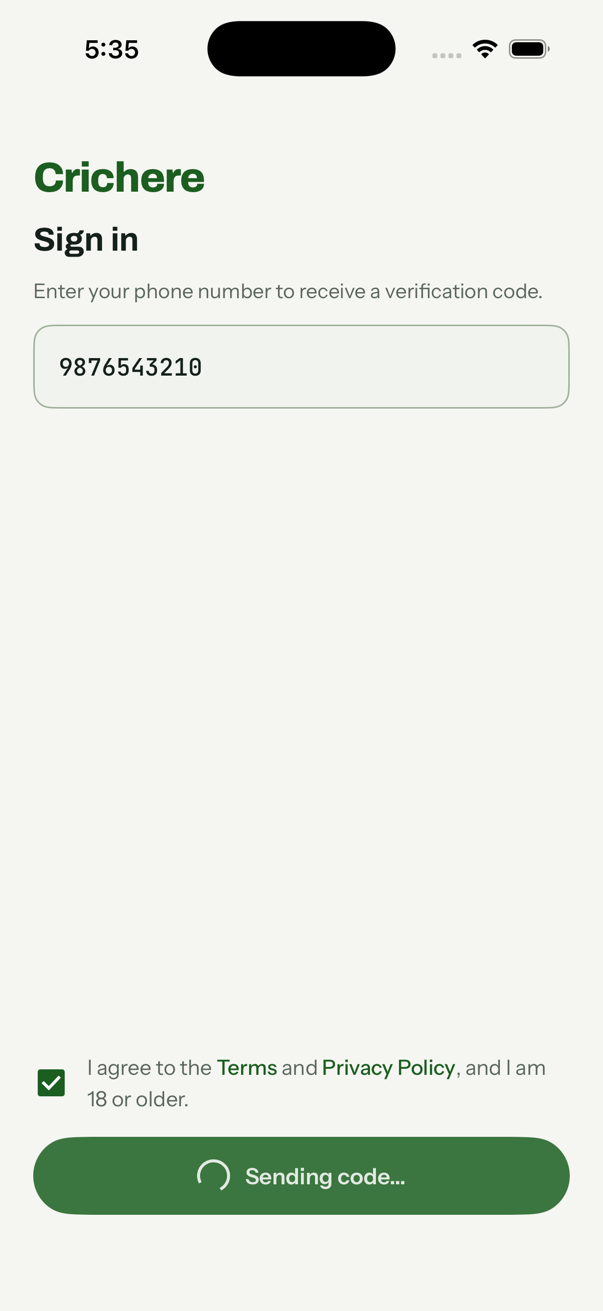 5:35
Crichere
Sign in
Enter your phone number to receive a verification code.
9876543210
I agree to the Terms and Privacy Policy, and I am
18 or older.
Sending code...